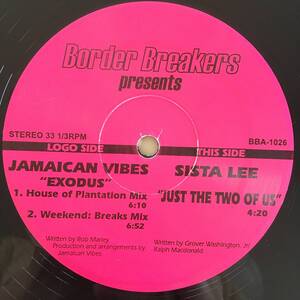 Border Breakers
presents
LOGO SIDE
THIS SIDE
STEREO 33 1/3RPM
BBA-1026
JAMAICAN VIBES
"EXODUS"
1. House of Plantation Mix
6:10
2. Weekend: Breaks Mix
6:52
Written by Bob Marley
Production and arrangements by
Jamaican Vibes
SISTA LEE
"JUST THE TWO OF US"
4:20
Written by Grover Washington, Jr
Ralph Macdonald